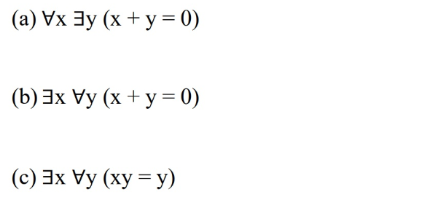 (a) ∀x ∃y (x + y = 0)
(b) ∃x ∀y (x + y = 0)
(c) ∃x ∀y (xy = y)